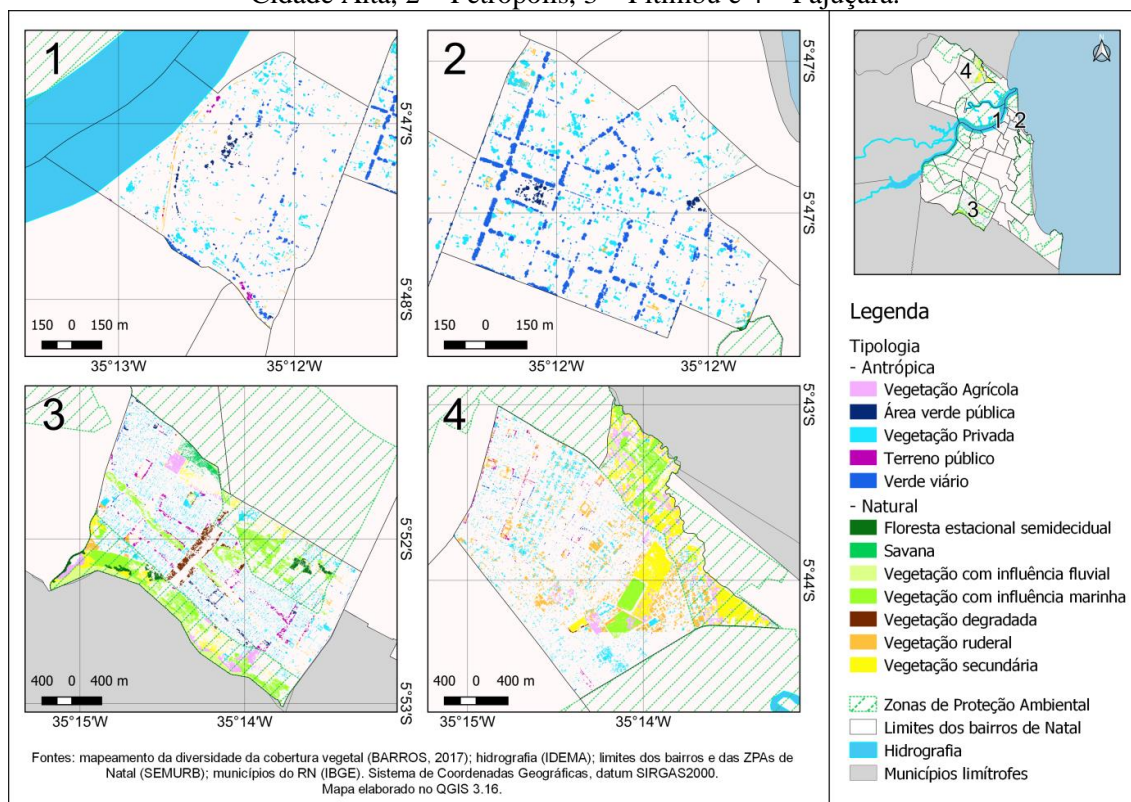 Cidade Alta, 2 – Petrópolis, 3 – Pitimbu e 4 – Pajuçara.
1
5°47'S
5°48'S
150 0 150 m
35°13'W 35°12'W
2
5°47'S
5°47'S
150 0 150 m
35°12'W 35°12'W
3
5°52'S
5°53'S
400 0 400 m
35°15'W 35°14'W
4
5°43'S
5°44'S
400 0 400 m
35°15'W 35°14'W
4
1 2
3
Legenda
Tipologia
- Antrópica
Vegetação Agrícola
Área verde pública
Vegetação Privada
Terreno público
Verde viário
- Natural
Floresta estacional semidecidual
Savana
Vegetação com influência fluvial
Vegetação com influência marinha
Vegetação degradada
Vegetação ruderal
Vegetação secundária
Zonas de Proteção Ambiental
Limites dos bairros de Natal
Hidrografia
Municípios limítrofes
Fontes: mapeamento da diversidade da cobertura vegetal (BARROS, 2017); hidrografia (IDEMA); limites dos bairros e das ZPAs de
Natal (SEMURB); municípios do RN (IBGE). Sistema de Coordenadas Geográficas, datum SIRGAS2000.
Mapa elaborado no QGIS 3.16.